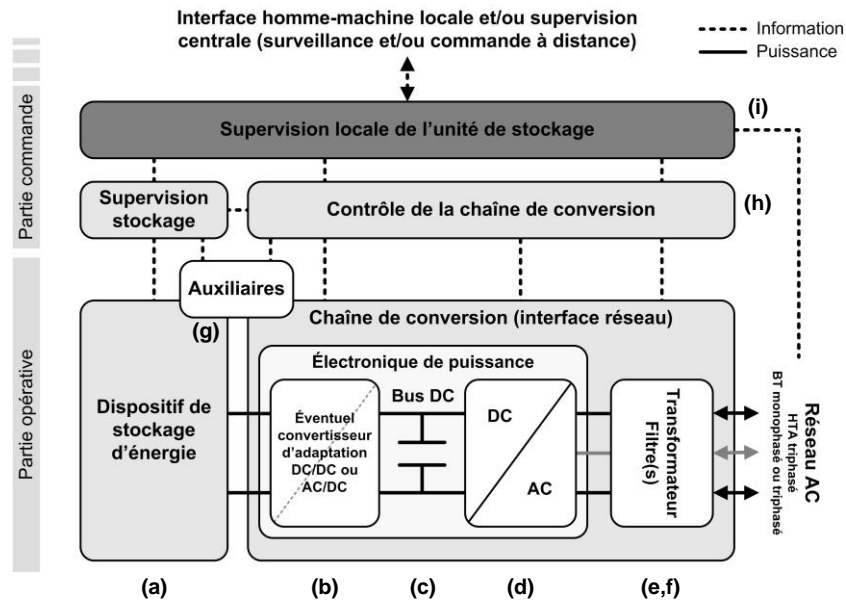 Interface homme-machine locale et/ou supervision
centrale (surveillance et/ou commande à distance)
Information
Puissance
Partie commande
(i)
Supervision locale de l'unité de stockage
Supervision
stockage
Contrôle de la chaîne de conversion
(h)
Partie opérative
Auxiliaires
(g)
Chaîne de conversion (interface réseau)
Électronique de puissance
Dispositif de
stockage
d'énergie
Éventuel
convertisseur
d'adaptation
DC/DC ou
AC/DC
Bus DC
DC
AC
Transformateur
Filtre(s)
Réseau AC
HTA triphasé
BT monophasé ou triphasé
(a)
(b)
(c)
(d)
(e,f)